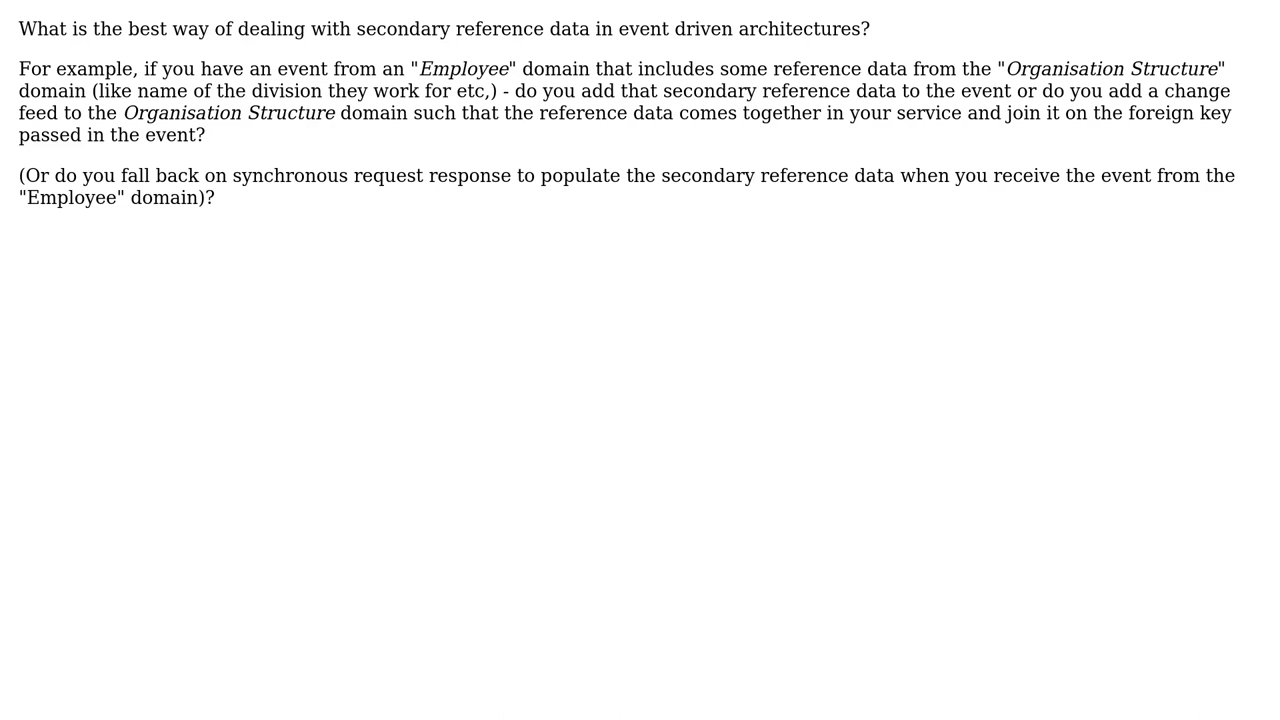 What is the best way of dealing with secondary reference data in event driven architectures?
For example, if you have an event from an "Employee" domain that includes some reference data from the "Organisation Structure"
domain (like name of the division they work for etc,) - do you add that secondary reference data to the event or do you add a change
feed to the Organisation Structure domain such that the reference data comes together in your service and join it on the foreign key
passed in the event?
(Or do you fall back on synchronous request response to populate the secondary reference data when you receive the event from the
"Employee" domain)?